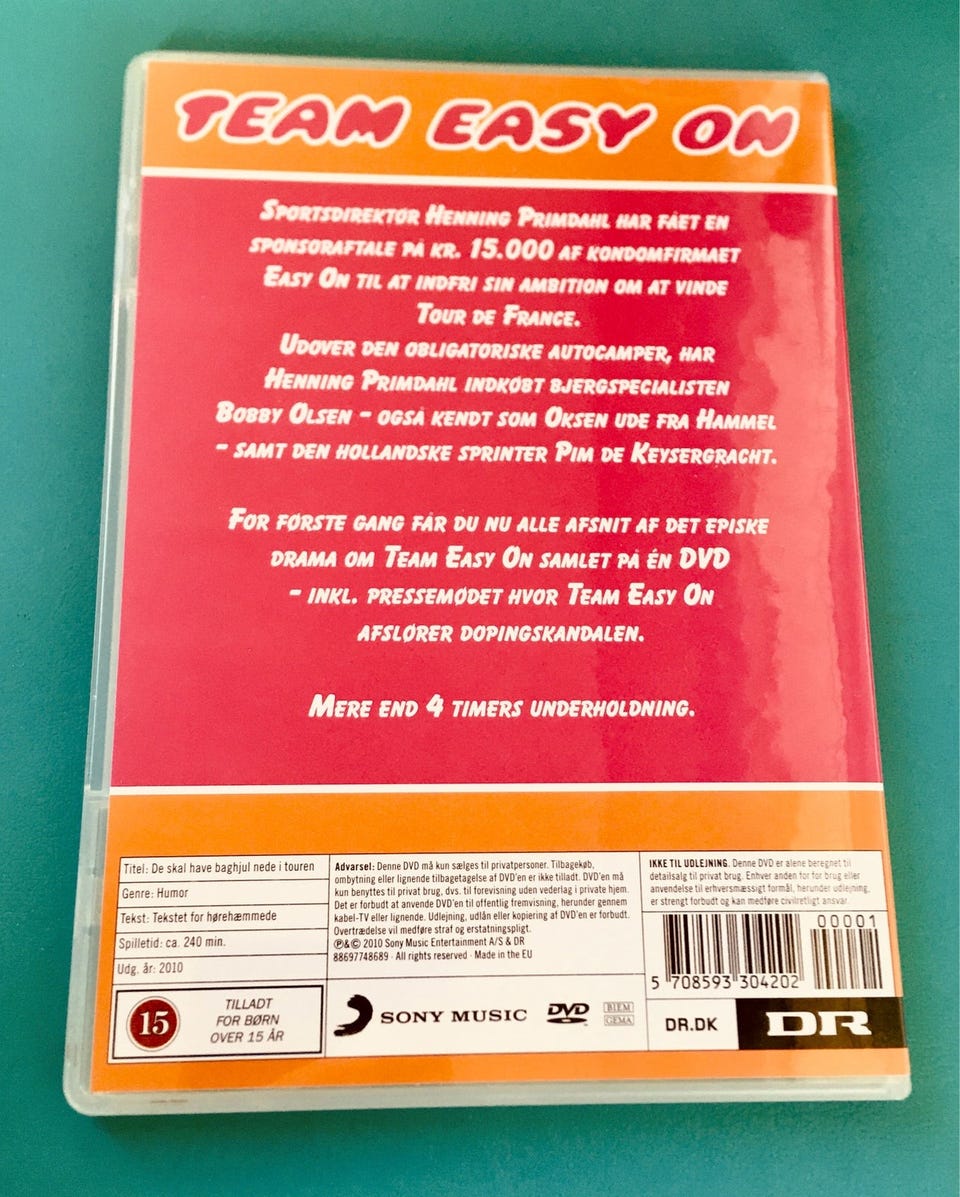 TEAM EASY ON
SPORTSDIREKTØR HENNING PRIMDAHL HAR FÅET EN
SPONSORAFTALE PÅ KR. 15.000 AF KONDOMFIRMAET
EASY ON TIL AT INDFRI SIN AMBITION OM AT VINDE
TOUR DE FRANCE.
UDOVER DEN OBLIGATORISKE AUTOCAMPER, HAR
HENNING PRIMDAHL INDKØBT BJERGSPECIALISTEN
BOBBY OLSEN - OGSÅ KENDT SOM OKSEN UDE FRA HAMMEL
- SAMT DEN HOLLANDSKE SPRINTER PIM DE KEYSERGRACHT.
FOR FØRSTE GANG FÅR DU NU ALLE AFSNIT AF DET EPISKE
DRAMA OM TEAM EASY ON SAMLET PÅ ÉN DVD
- INKL. PRESSEMØDET HVOR TEAM EASY ON
AFSLØRER DOPINGSKANDALEN.
MERE END 4 TIMERS UNDERHOLDNING.
Titel: De skal have baghjul nede i touren
Genre: Humor
Tekst: Tekstet for hørehæmmede
Spilletid: ca. 240 min.
Udg. år: 2010
15
TILLADT
FOR BØRN
OVER 15 ÅR
Advarsel: Denne DVD må kun sælges til privatpersoner. Tilbagekøb,
ombytning eller lignende tilbagetagelse af DVD'en er ikke tilladt. DVD'en må
kun benyttes til privat brug, dvs. til forevisning uden vederlag i private hjem.
Det er forbudt at anvende DVD'en til offentlig fremvisning, herunder gennem
kabel-TV eller lignende. Udlejning, udlån eller kopiering af DVD'en er forbudt.
Overtrædelse vil medføre straf og erstatningspligt.
℗&© 2010 Sony Music Entertainment A/S & DR
88697748689 · All rights reserved · Made in the EU
SONY MUSIC
DVD
BIEM
GEMA
IKKE TIL UDLEJNING. Denne DVD er alene beregnet til
detailsalg til privat brug. Enhver anden for for brug eller
anvendelse til erhversmæssigt formål, herunder udlejning,
er strengt forbudt og kan medføre civilretligt ansvar.
00001
5 708593 304202
DR.DK
DR